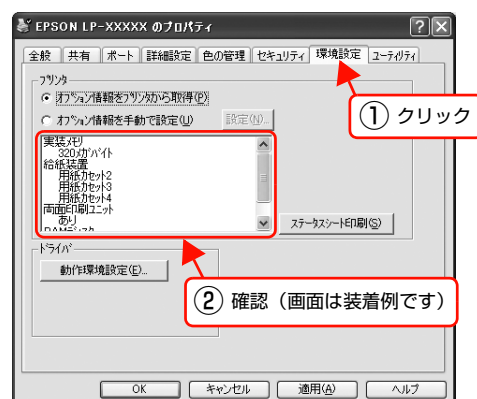 EPSON LP-XXXXX のプロパティ
全般 共有 ポート 詳細設定 色の管理 セキュリティ 環境設定 ユーティリティ
プリンタ
オプション情報をプリンタから取得(P)
オプション情報を手動で設定(U) 設定(N)...
① クリック
実装メモリ
320メガバイト
給紙装置
用紙カセット2
用紙カセット3
用紙カセット4
両面印刷ユニット
あり
RAMディスク
ステータスシート印刷(S)
ドライバ
動作環境設定(E)...
② 確認（画面は装着例です）
OK キャンセル 適用(A) ヘルプ